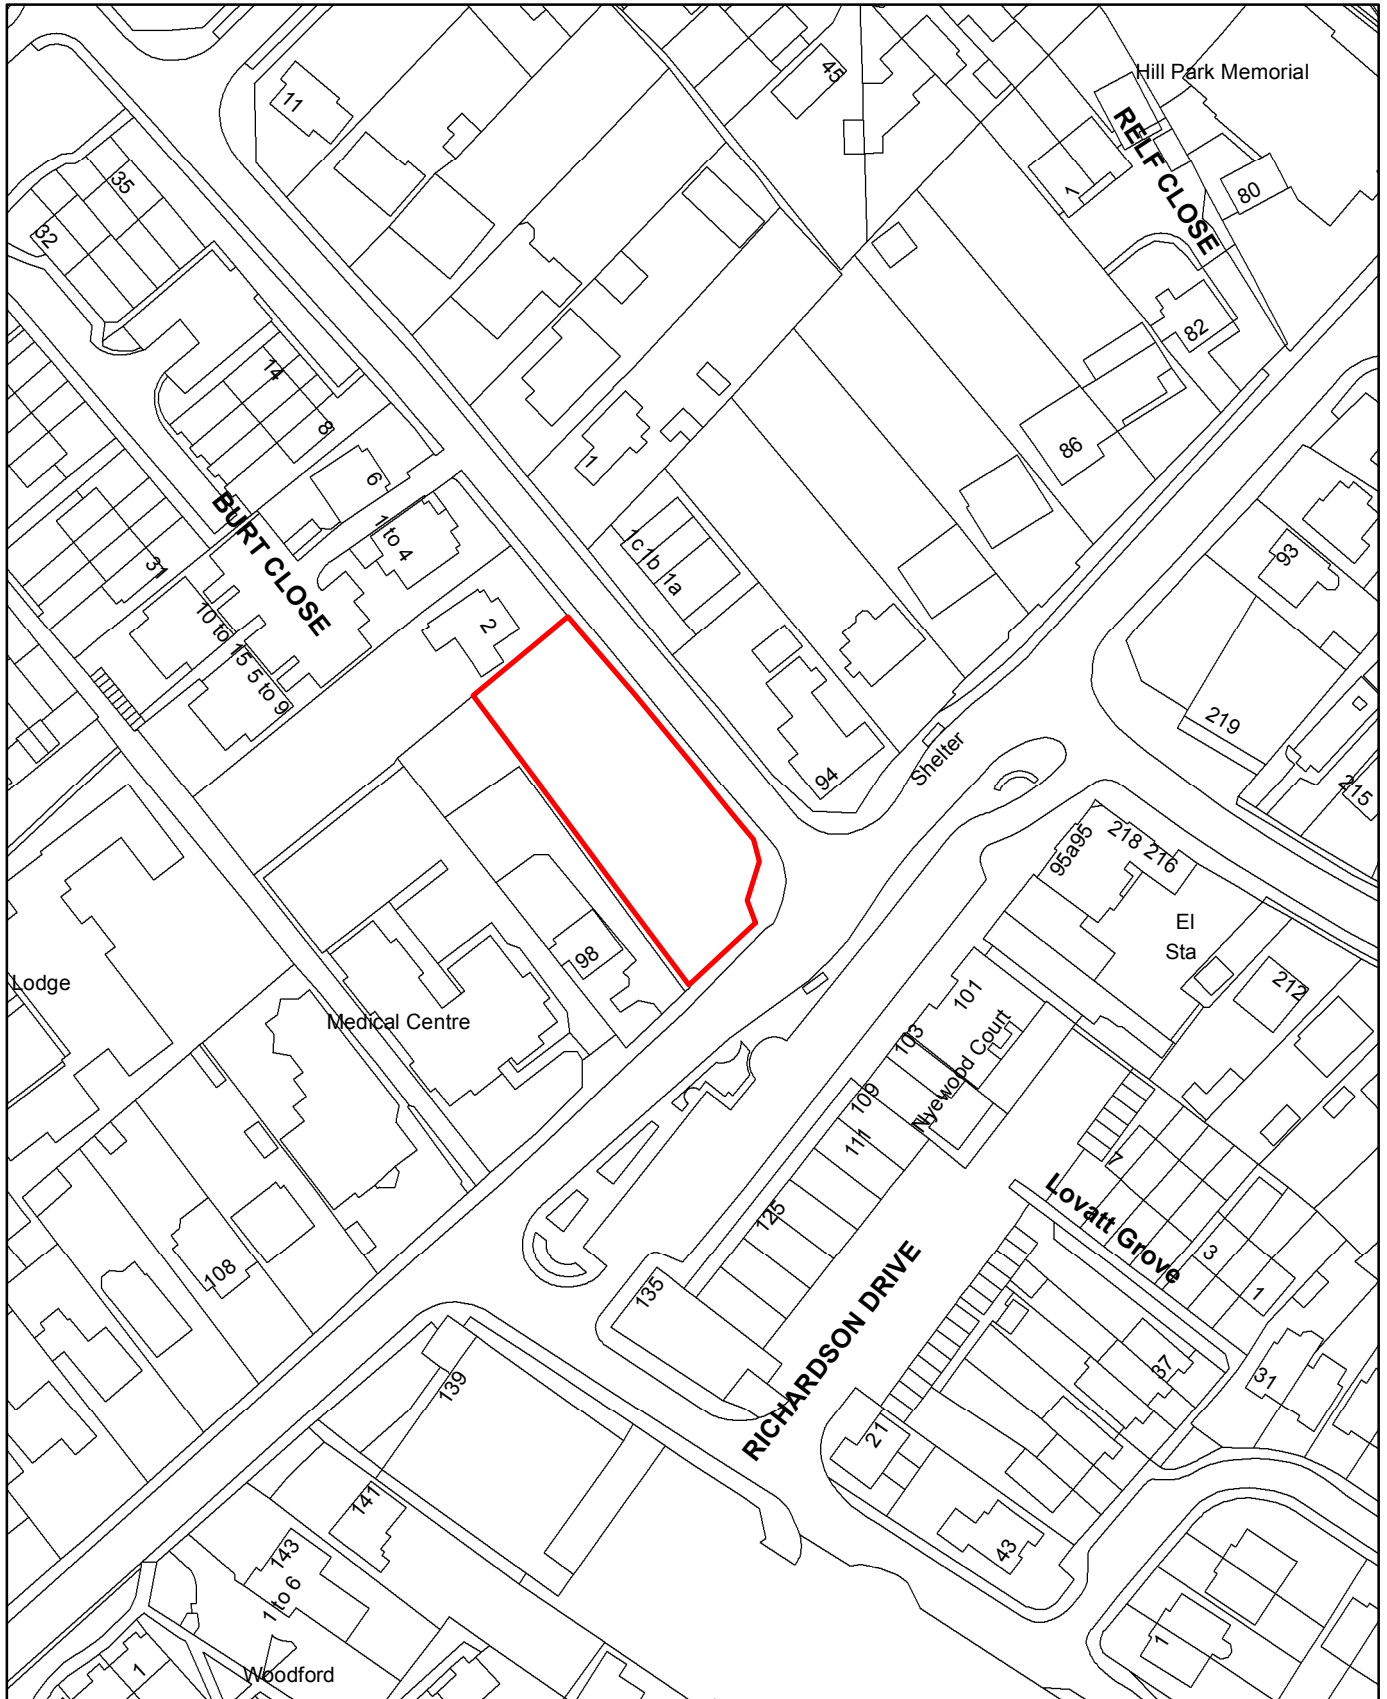 Hill Park Memorial
45
11
RELF CLOSE
35
1
80
32
82
14
8
86
1
6
BURT CLOSE
1 to 4
1c 1b 1a
93
31
10 to 15
5 to 9
2
219
Shelter
94
215
95a 95
218 216
El
Sta
98
Lodge
212
101
Medical Centre
103
Nyewood Court
109
111
7
Lovatt Grove
125
3
108
1
135
RICHARDSON DRIVE
37
31
139
21
141
43
143
1 to 6
1
1
Woodford